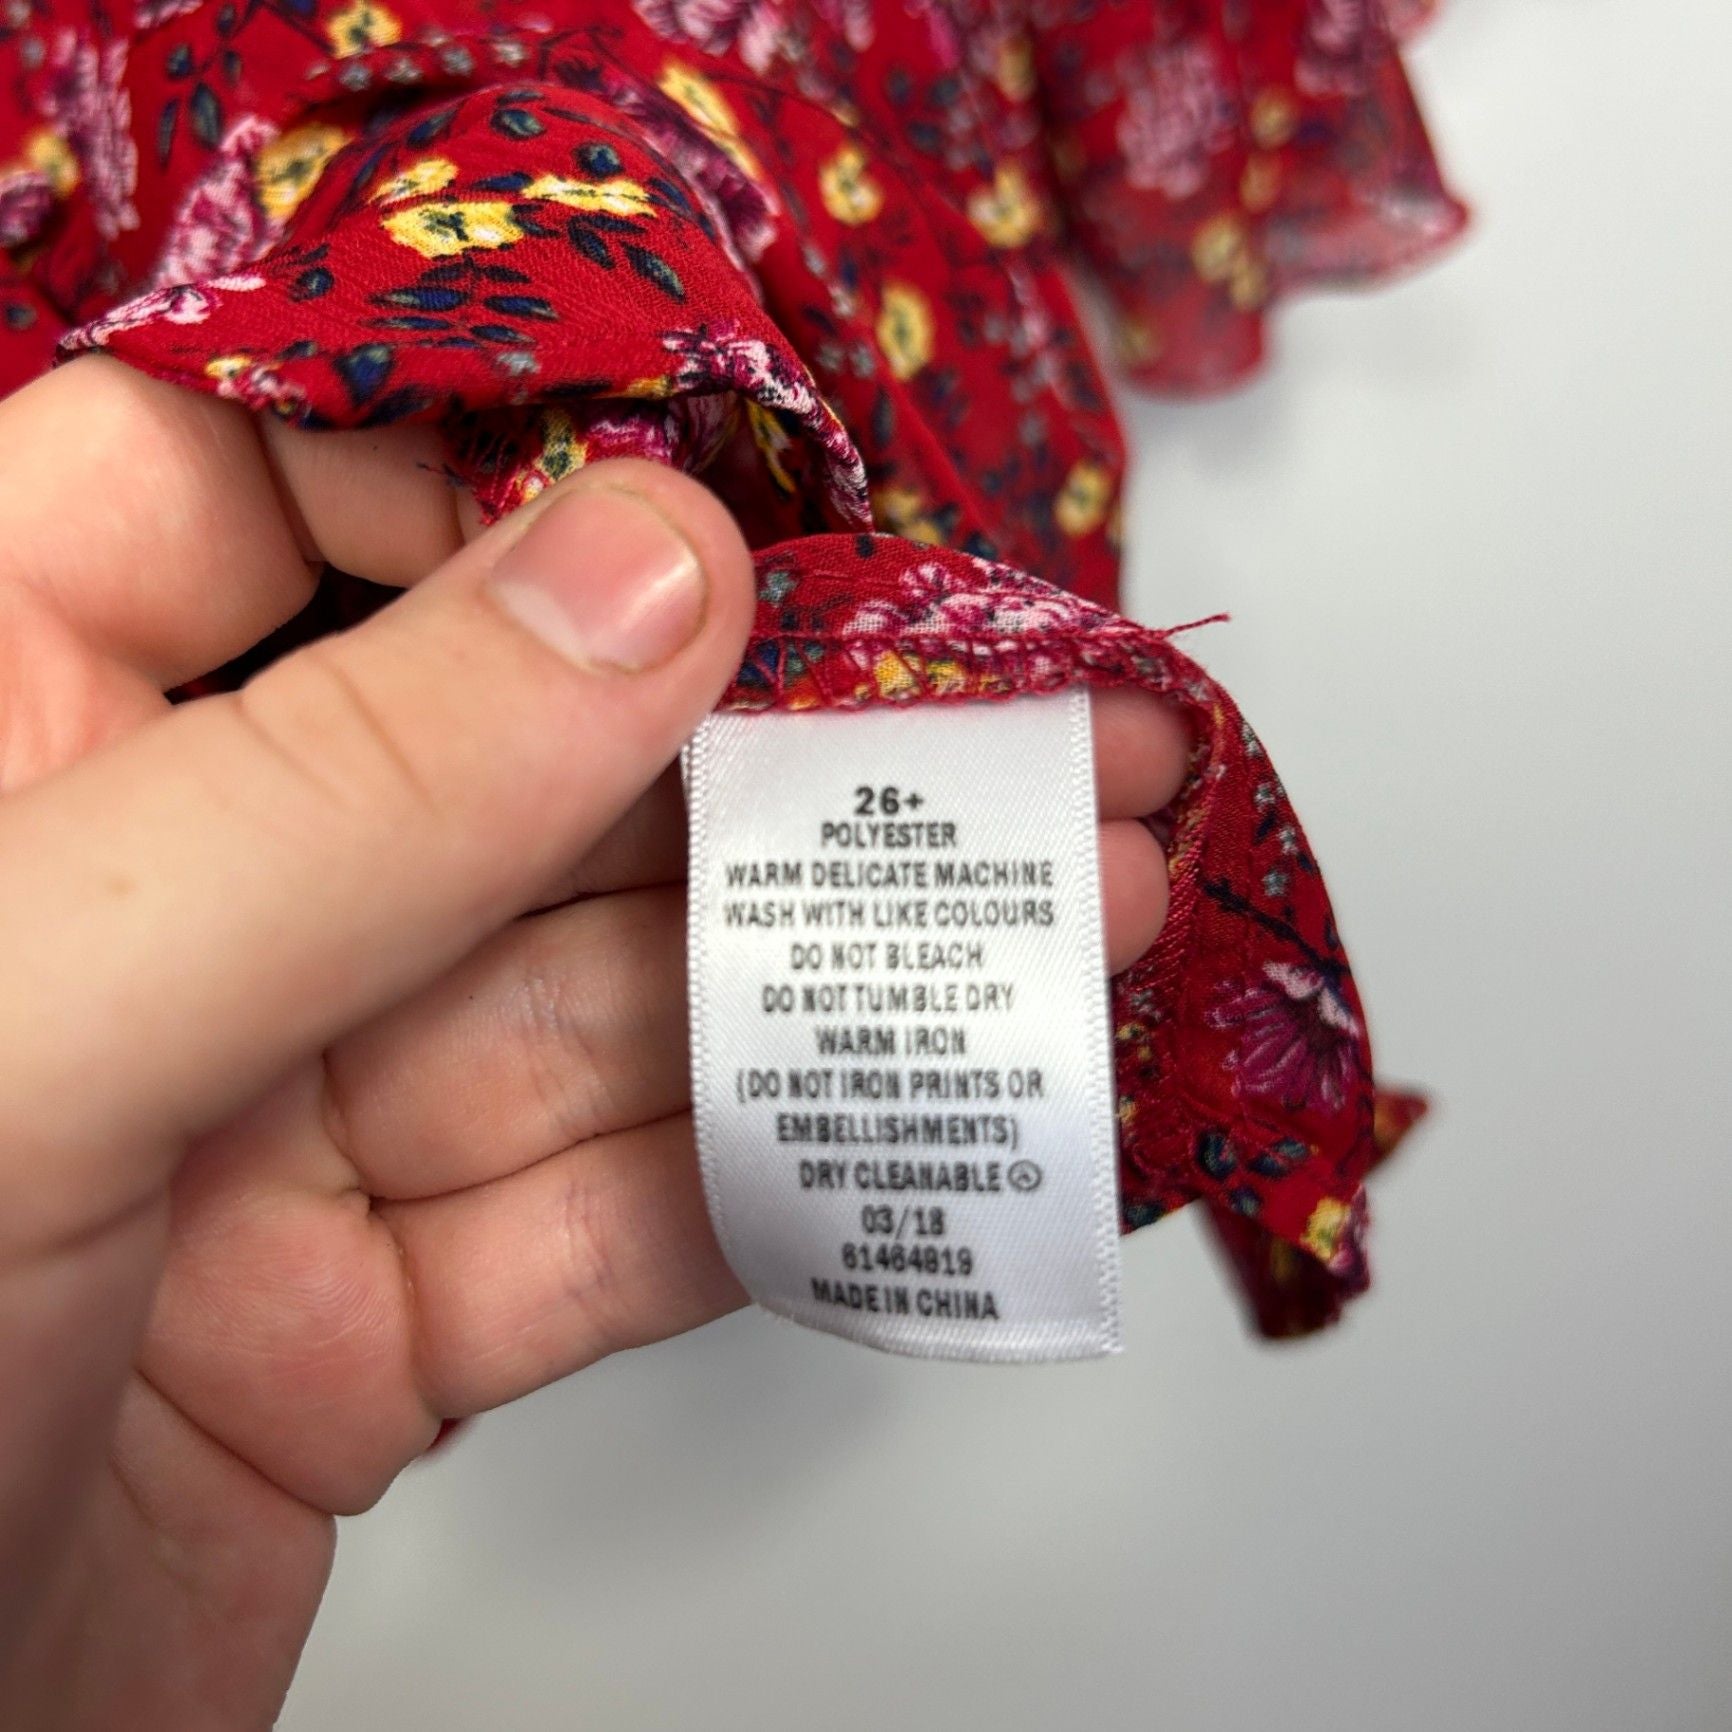 26+
POLYESTER
WARM DELICATE MACHINE
WASH WITH LIKE COLOURS
DO NOT BLEACH
DO NOT TUMBLE DRY
WARM IRON
(DO NOT IRON PRINTS OR
EMBELLISHMENTS)
DRY CLEANABLE Ⓐ
03/18
61464819
MADE IN CHINA